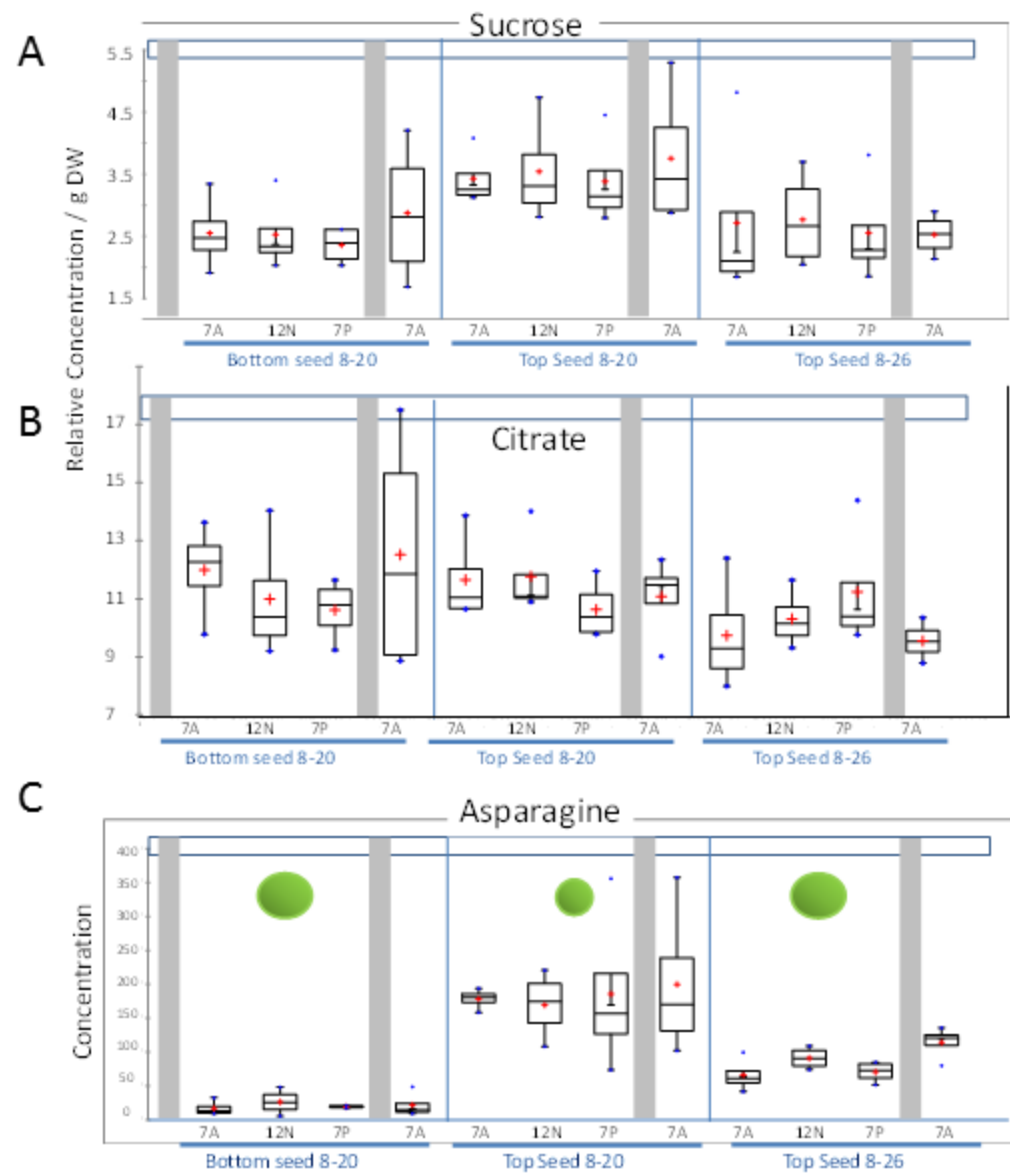 Sucrose
A
5.5
4.5
3.5
2.5
1.5
Relative Concentration / g DW
7A 12N 7P 7A 7A 12N 7P 7A 7A 12N 7P 7A
Bottom seed 8-20 Top Seed 8-20 Top Seed 8-26
B
Citrate
17
15
13
11
9
7
7A 12N 7P 7A 7A 12N 7P 7A 7A 12N 7P 7A
Bottom seed 8-20 Top Seed 8-20 Top Seed 8-26
C
Asparagine
400
350
300
250
200
150
100
50
0
Concentration
7A 12N 7P 7A 7A 12N 7P 7A 7A 12N 7P 7A
Bottom seed 8-20 Top Seed 8-20 Top Seed 8-26